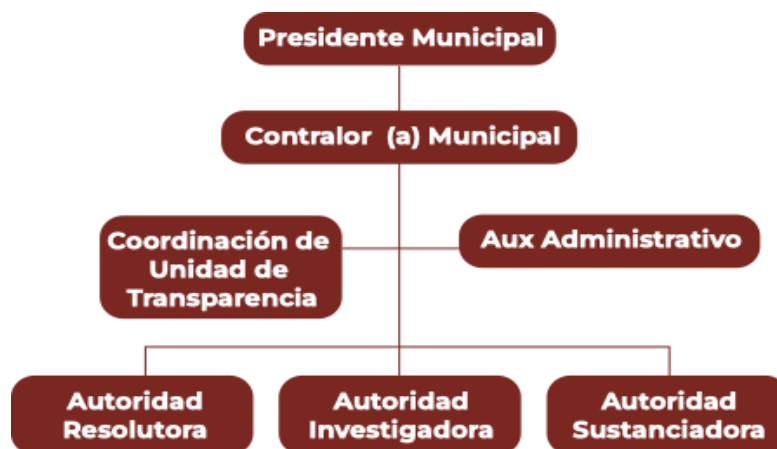 Presidente Municipal
Contralor (a) Municipal
Coordinación de
Unidad de
Transparencia
Aux Administrativo
Autoridad
Resolutora
Autoridad
Investigadora
Autoridad
Sustanciadora